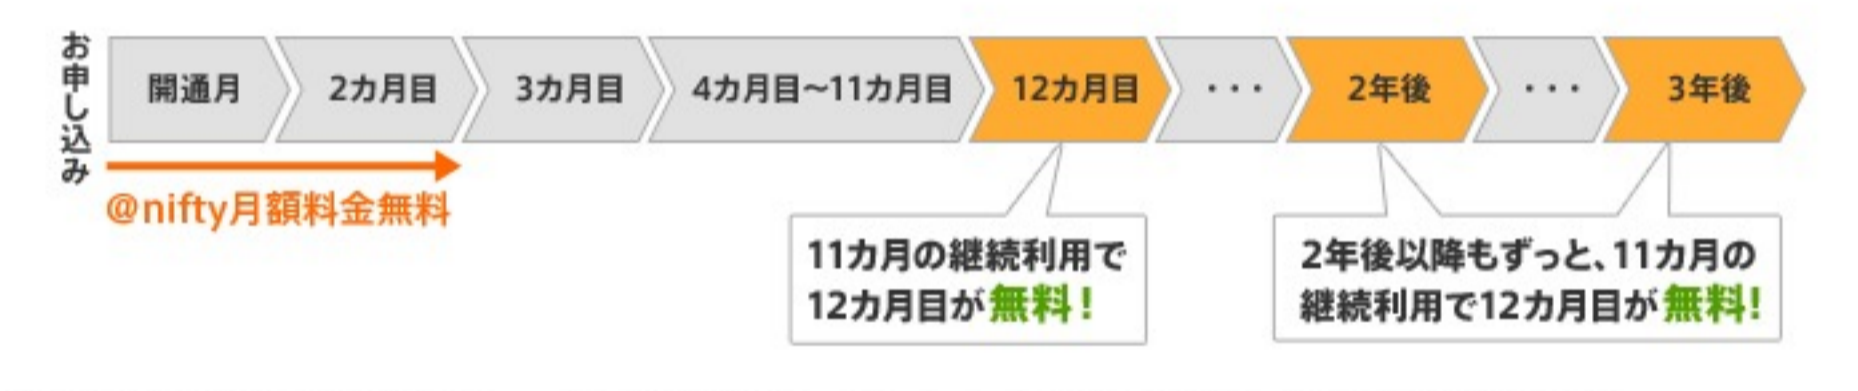 お申し込み
開通月
2カ月目
3カ月目
4カ月目～11カ月目
12カ月目
・・・
2年後
・・・
3年後
@nifty月額料金無料
11カ月の継続利用で
12カ月目が無料！
2年後以降もずっと、11カ月の
継続利用で12カ月目が無料！